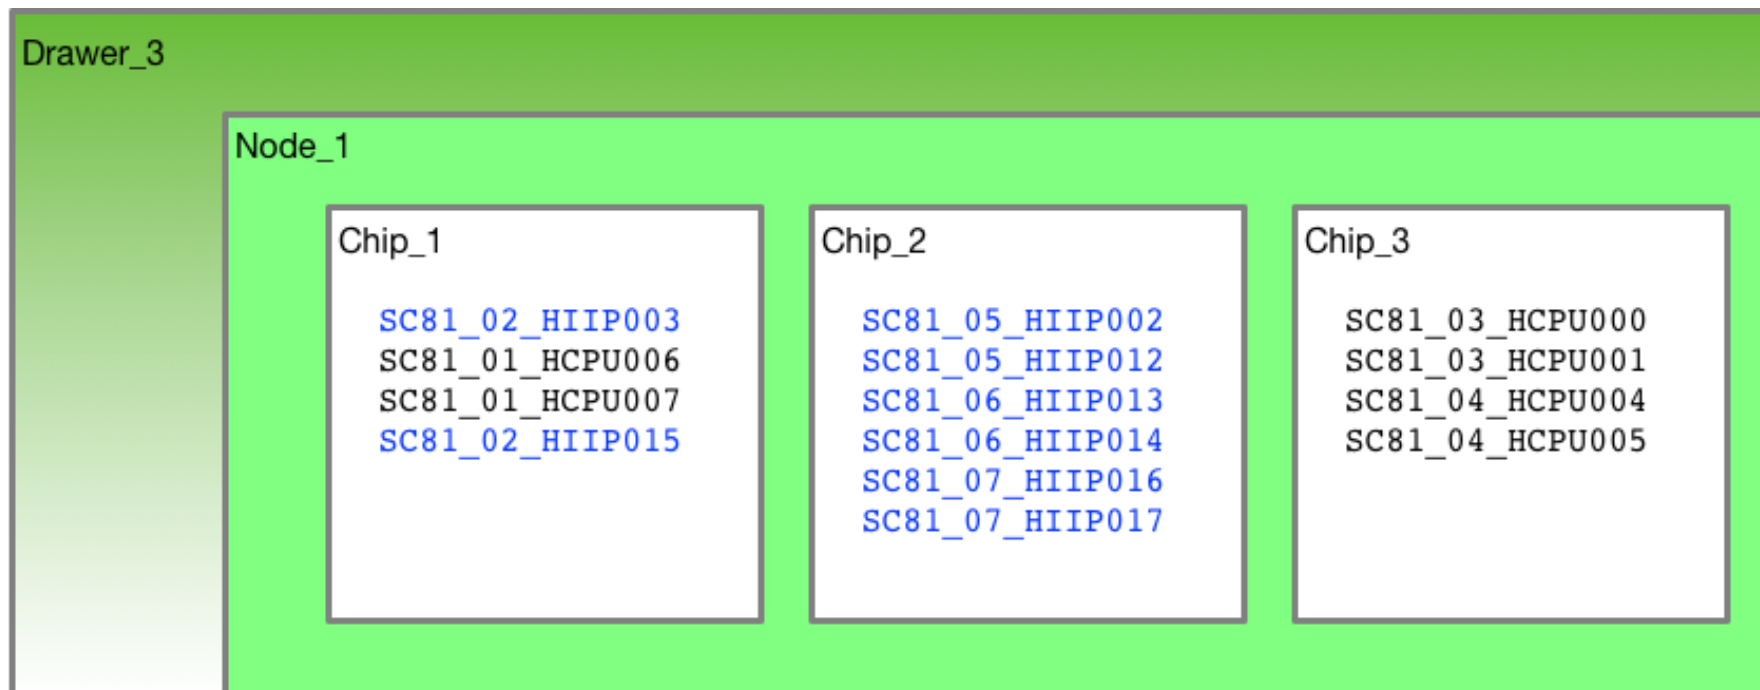 Drawer_3
Node_1
Chip_1
SC81_02_HIIP003
SC81_01_HCPU006
SC81_01_HCPU007
SC81_02_HIIP015
Chip_2
SC81_05_HIIP002
SC81_05_HIIP012
SC81_06_HIIP013
SC81_06_HIIP014
SC81_07_HIIP016
SC81_07_HIIP017
Chip_3
SC81_03_HCPU000
SC81_03_HCPU001
SC81_04_HCPU004
SC81_04_HCPU005